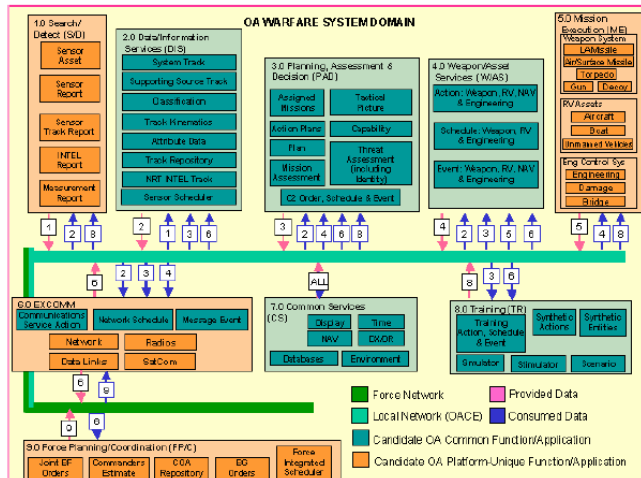 OA WARFARE SYSTEM DOMAIN
1.0 Search/
Detect (S/D)
Sensor
Asset
Sensor
Report
Sensor
Track Report
INTEL
Report
Measurement
Report
2.0 Data/Information
Services (DIS)
System Track
Supporting Source Track
Classification
Track Kinematics
Attribute Data
Track Repository
NRT INTEL Track
Sensor Scheduler
3.0 Planning, Assessment &
Decision (PAD)
Assigned
Missions
Tactical
Picture
Action Plans
Capability
Plan
Mission
Assessment
Threat
Assessment
(including
Identity)
C2 Order, Schedule & Event
4.0 Weapon/Asset
Services (W/AS)
Action: Weapon, RV, NAV
& Engineering
Schedule: Weapon, RV
& Engineering
Event: Weapon, RV, NAV
& Engineering
5.0 Mission
Execution (ME)
Weapon System
LAMissile
Air/Surface Missile
Torpedo
Gun
Decoy
RV Assets
Aircraft
Boat
Unmanned Vehicles
Eng Control Sys
Engineering
Damage
Bridge
1 2 8 2 1 3 6 3 2 4 6 8 4 2 3 5 6 5 4 8
6 2 3 4 ALL 8 3 6
6.0 EXCOMM
Communications
Service Action
Network Schedule
Message Event
Network
Radios
Data Links
SatCom
7.0 Common Services
(CS)
Display
Time
NAV
DX/DR
Databases
Environment
8.0 Training (TR)
Training
Action, Schedule
& Event
Synthetic
Actions
Synthetic
Entities
Simulator
Stimulator
Scenario
6 9
9 6
9.0 Force Planning/Coordination (FP/C)
Joint BF
Orders
Commanders
Estimate
COA
Repository
BG
Orders
Force
Integrated
Scheduler
Force Network
Provided Data
Local Network (OACE)
Consumed Data
Candidate OA Common Function/Application
Candidate OA Platform-Unique Function/Application